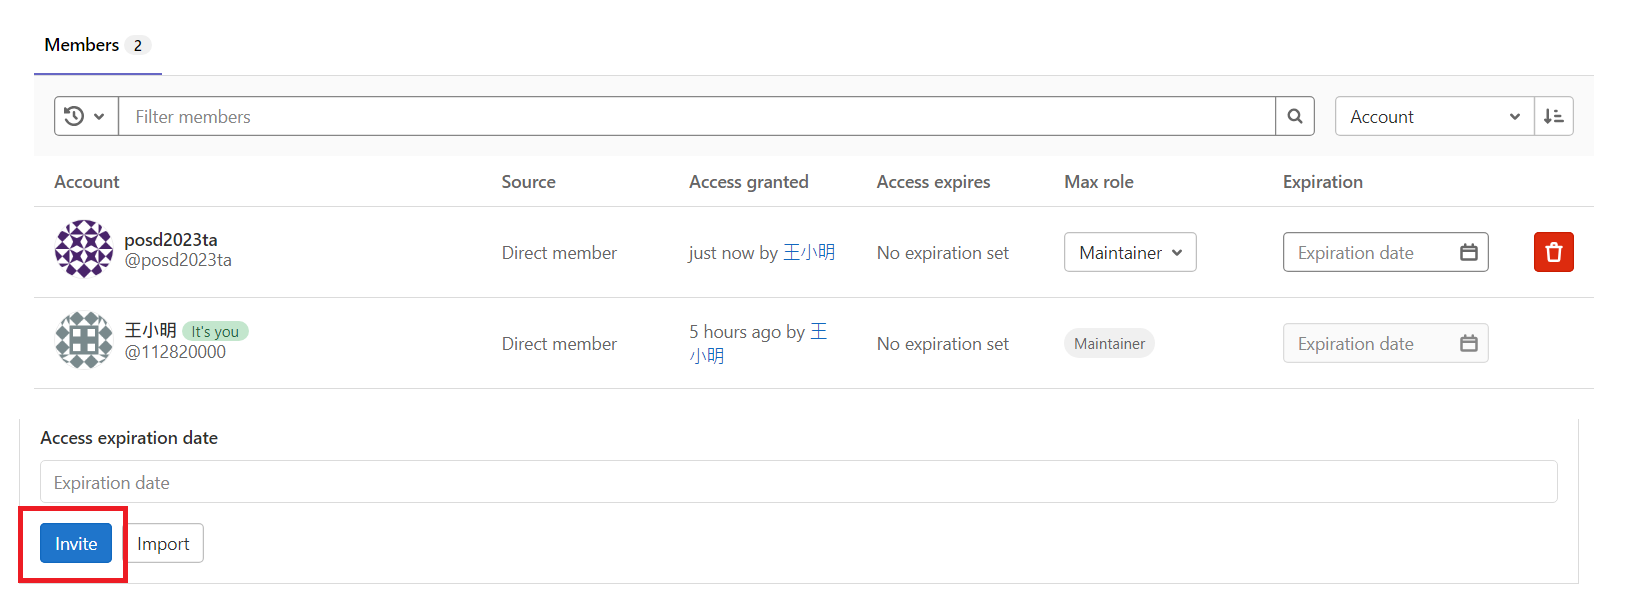 Members 2
Filter members
Account
Account Source Access granted Access expires Max role Expiration
posd2023ta
@posd2023ta
Direct member
just now by 王小明
No expiration set
Maintainer
Expiration date
王小明 It's you
@112820000
Direct member
5 hours ago by 王
小明
No expiration set
Maintainer
Expiration date
Access expiration date
Expiration date
Invite Import